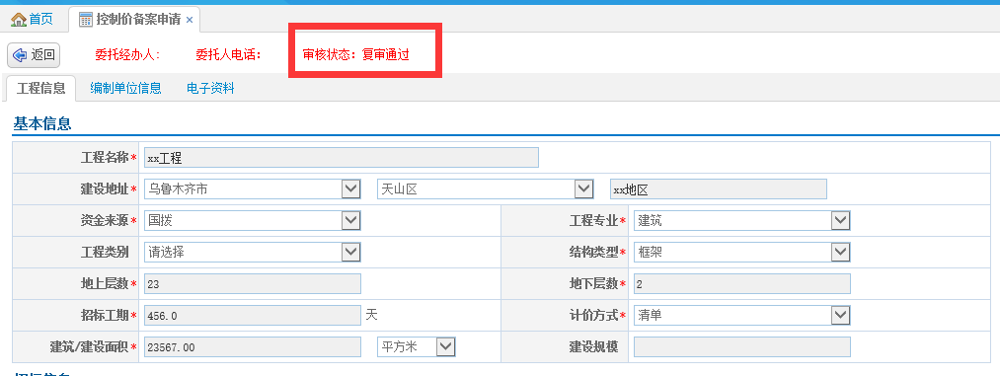 首页 控制价备案申请 ×
返回 委托经办人: 委托人电话: 审核状态: 复审通过
工程信息 编制单位信息 电子资料
基本信息
工程名称* xx工程
建设地址* 乌鲁木齐市 天山区 xx地区
资金来源* 国拨 工程专业* 建筑
工程类别 请选择 结构类型* 框架
地上层数* 23 地下层数* 2
招标工期* 456.0 天 计价方式* 清单
建筑/建设面积* 23567.00 平方米 建设规模